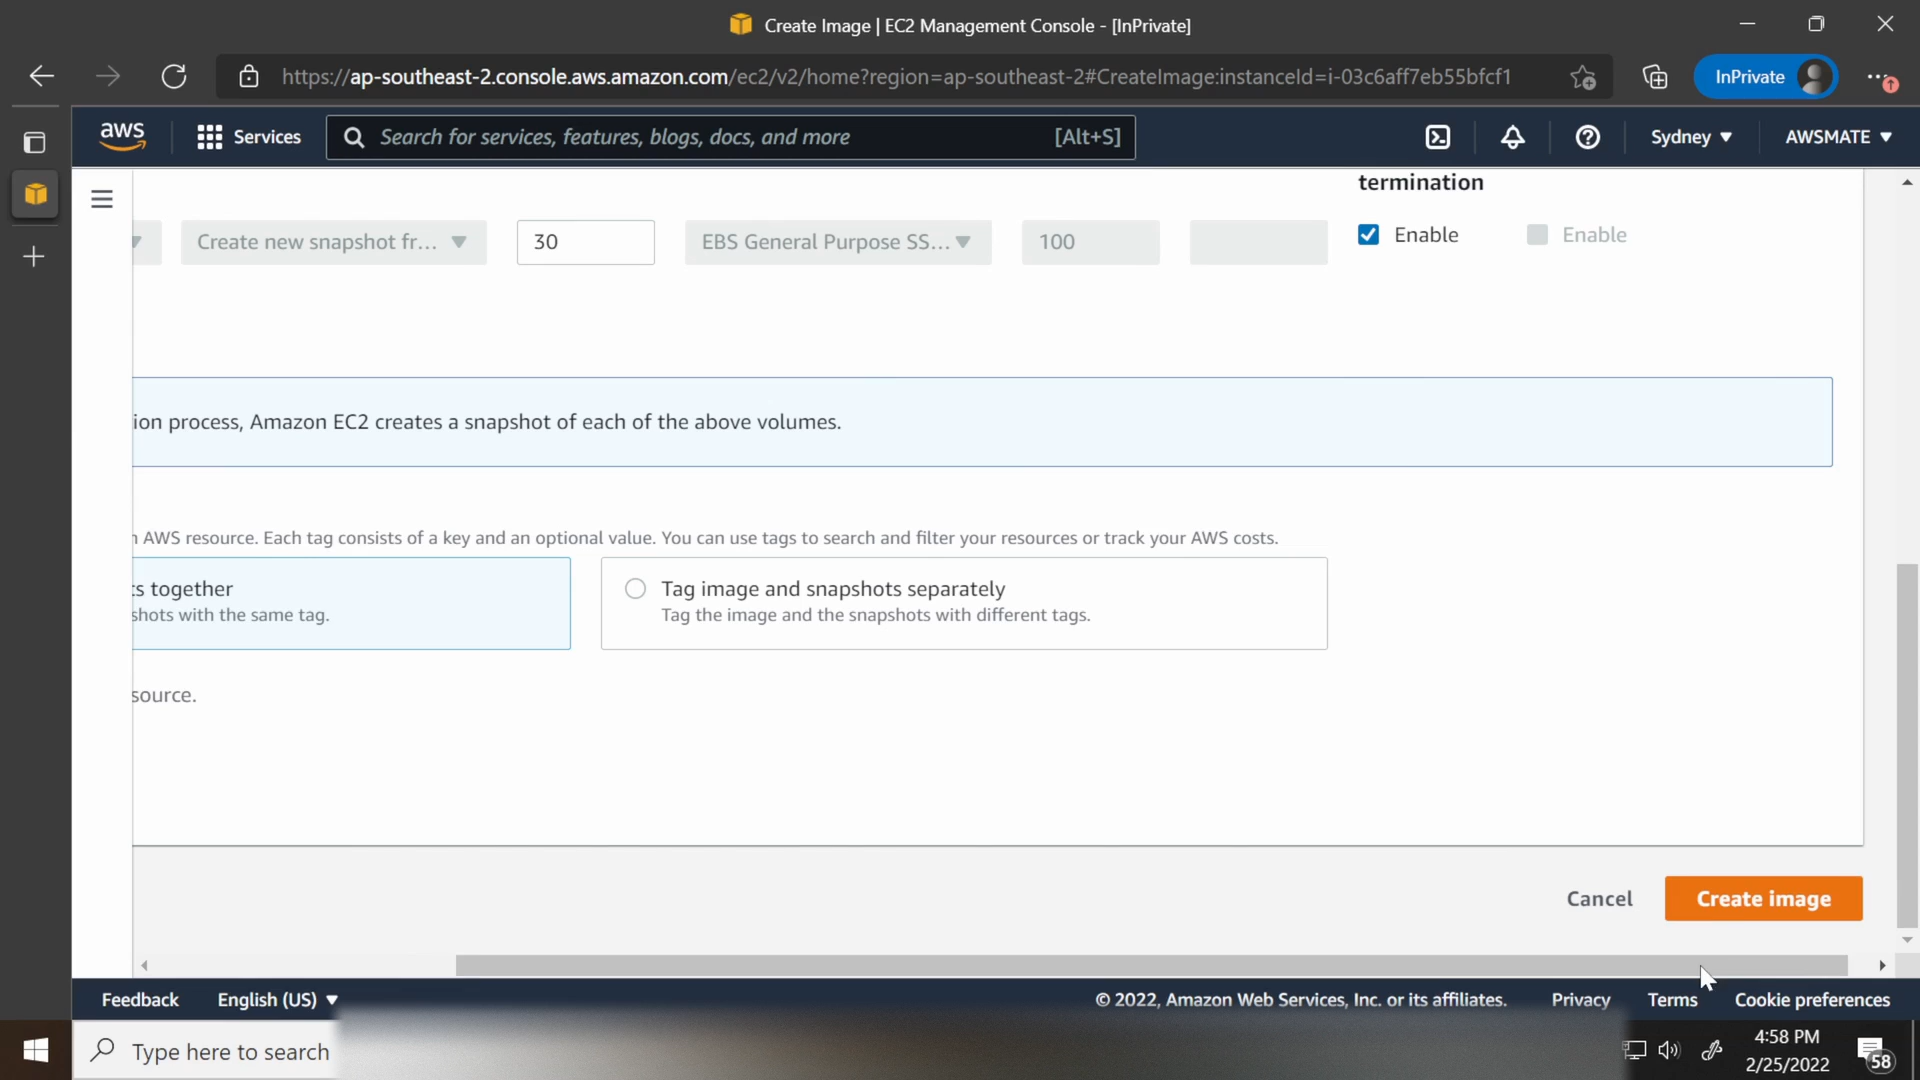 Create Image | EC2 Management Console - [InPrivate]
https://ap-southeast-2.console.aws.amazon.com/ec2/v2/home?region=ap-southeast-2#CreateImage:instanceId=i-03c6aff7eb55bfcf1
InPrivate
aws
Services
Search for services, features, blogs, docs, and more
[Alt+S]
Sydney
AWSMATE
termination
Create new snapshot fr...
30
EBS General Purpose SS...
100
Enable
Enable
ion process, Amazon EC2 creates a snapshot of each of the above volumes.
AWS resource. Each tag consists of a key and an optional value. You can use tags to search and filter your resources or track your AWS costs.
ts together
shots with the same tag.
Tag image and snapshots separately
Tag the image and the snapshots with different tags.
source.
Cancel
Create image
Feedback
English (US)
© 2022, Amazon Web Services, Inc. or its affiliates.
Privacy
Terms
Cookie preferences
Type here to search
4:58 PM
2/25/2022
58